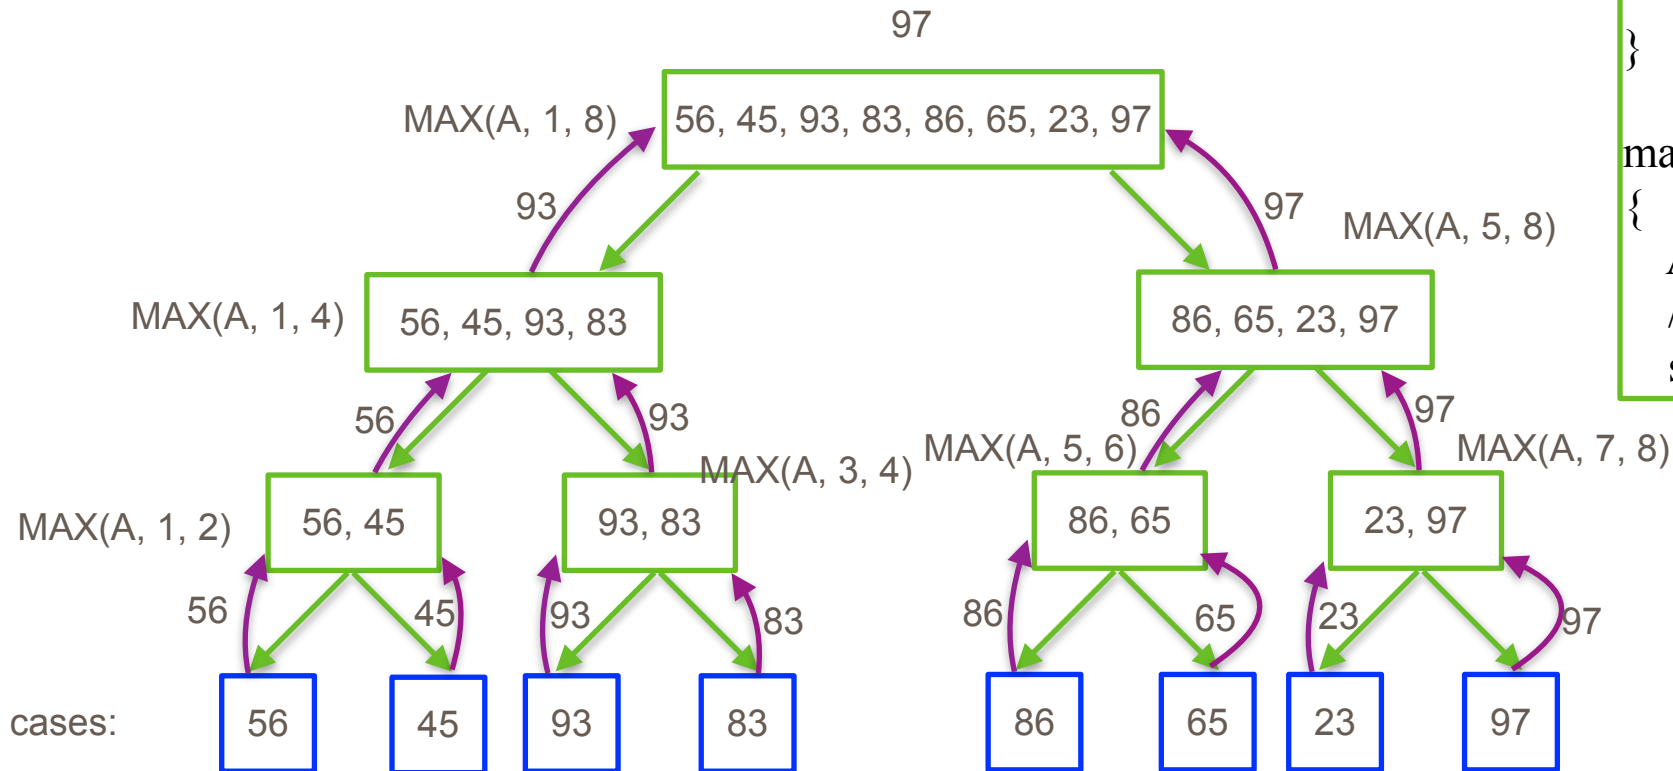 97
}
MAX(A, 1, 8)
56, 45, 93, 83, 86, 65, 23, 97
ma
{
93
97
MAX(A, 5, 8)
MAX(A, 1, 4)
56, 45, 93, 83
86, 65, 23, 97
/
s
56
93
86
97
MAX(A, 3, 4)
MAX(A, 5, 6)
MAX(A, 7, 8)
MAX(A, 1, 2)
56, 45
93, 83
86, 65
23, 97
56
45
93
83
86
65
23
97
cases:
56
45
93
83
86
65
23
97